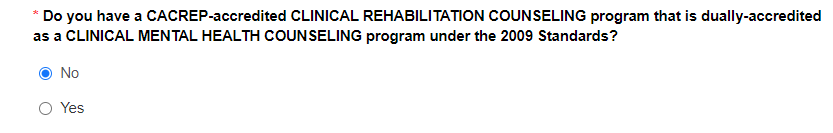 * Do you have a CACREP-accredited CLINICAL REHABILITATION COUNSELING program that is dually-accredited
as a CLINICAL MENTAL HEALTH COUNSELING program under the 2009 Standards?
No
Yes